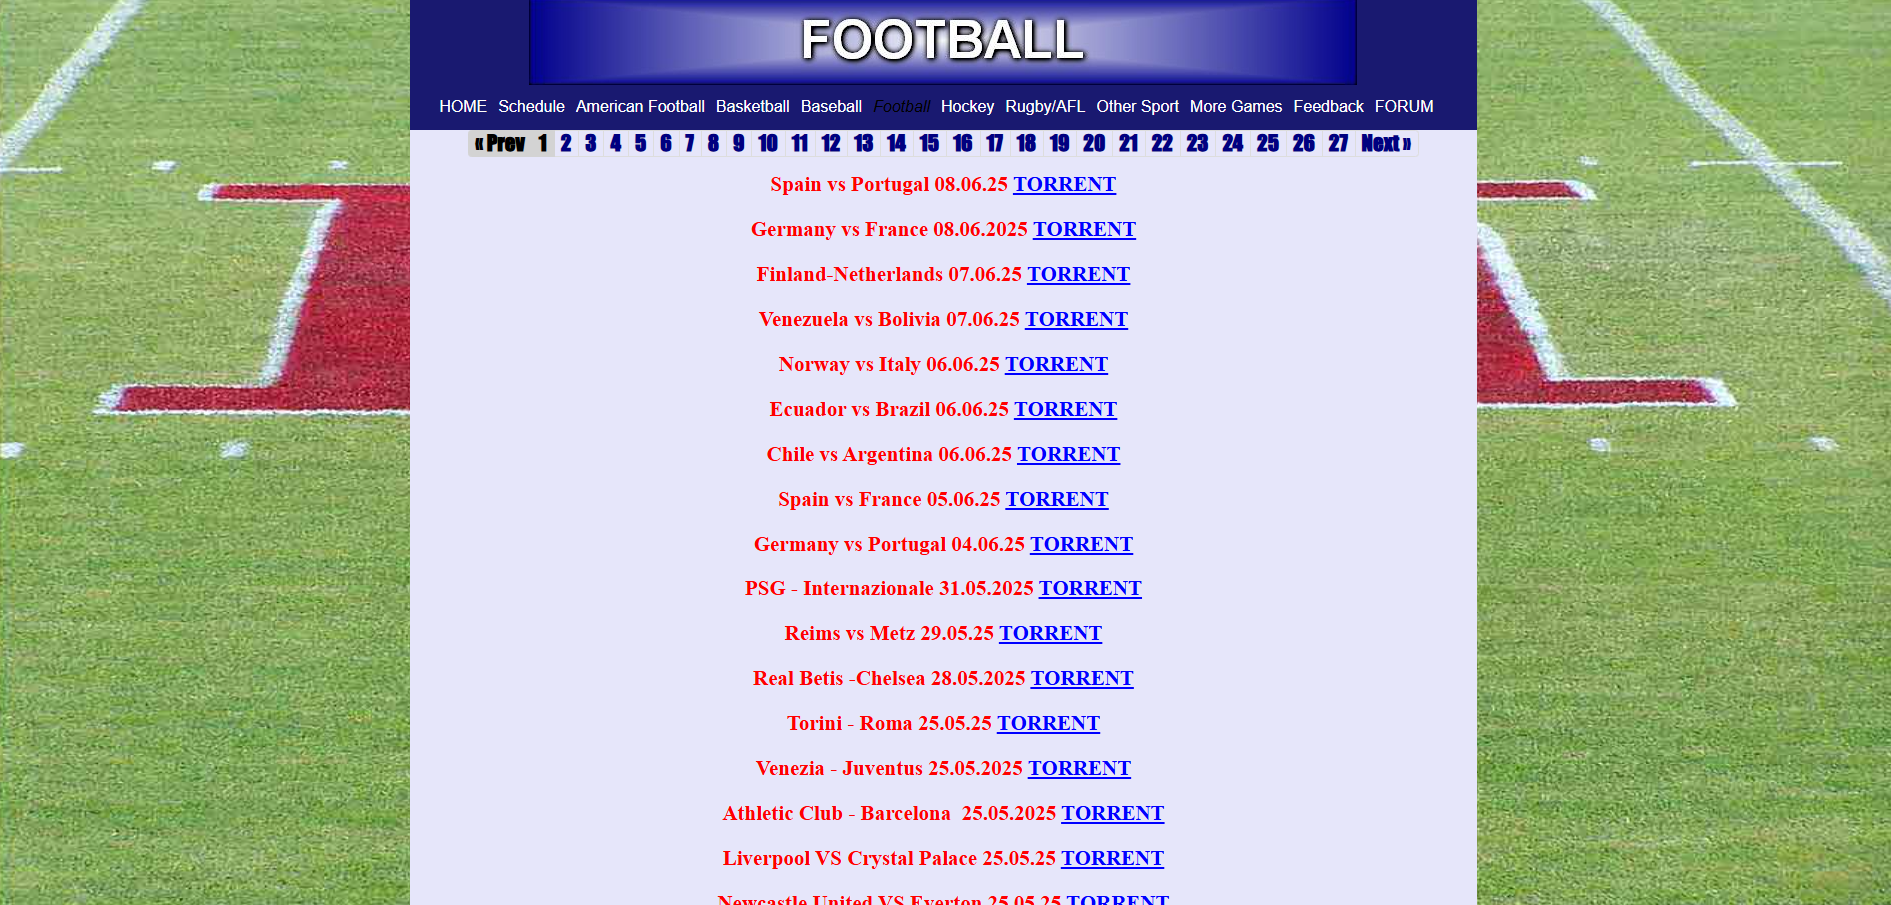 FOOTBALL
HOME Schedule American Football Basketball Baseball Football Hockey Rugby/AFL Other Sport More Games Feedback FORUM
« Prev 1 2 3 4 5 6 7 8 9 10 11 12 13 14 15 16 17 18 19 20 21 22 23 24 25 26 27 Next »
Spain vs Portugal 08.06.25 TORRENT
Germany vs France 08.06.2025 TORRENT
Finland-Netherlands 07.06.25 TORRENT
Venezuela vs Bolivia 07.06.25 TORRENT
Norway vs Italy 06.06.25 TORRENT
Ecuador vs Brazil 06.06.25 TORRENT
Chile vs Argentina 06.06.25 TORRENT
Spain vs France 05.06.25 TORRENT
Germany vs Portugal 04.06.25 TORRENT
PSG - Internazionale 31.05.2025 TORRENT
Reims vs Metz 29.05.25 TORRENT
Real Betis -Chelsea 28.05.2025 TORRENT
Torini - Roma 25.05.25 TORRENT
Venezia - Juventus 25.05.2025 TORRENT
Athletic Club - Barcelona  25.05.2025 TORRENT
Liverpool VS Crystal Palace 25.05.25 TORRENT
Newcastle United VS Everton 25.05.25 TORRENT